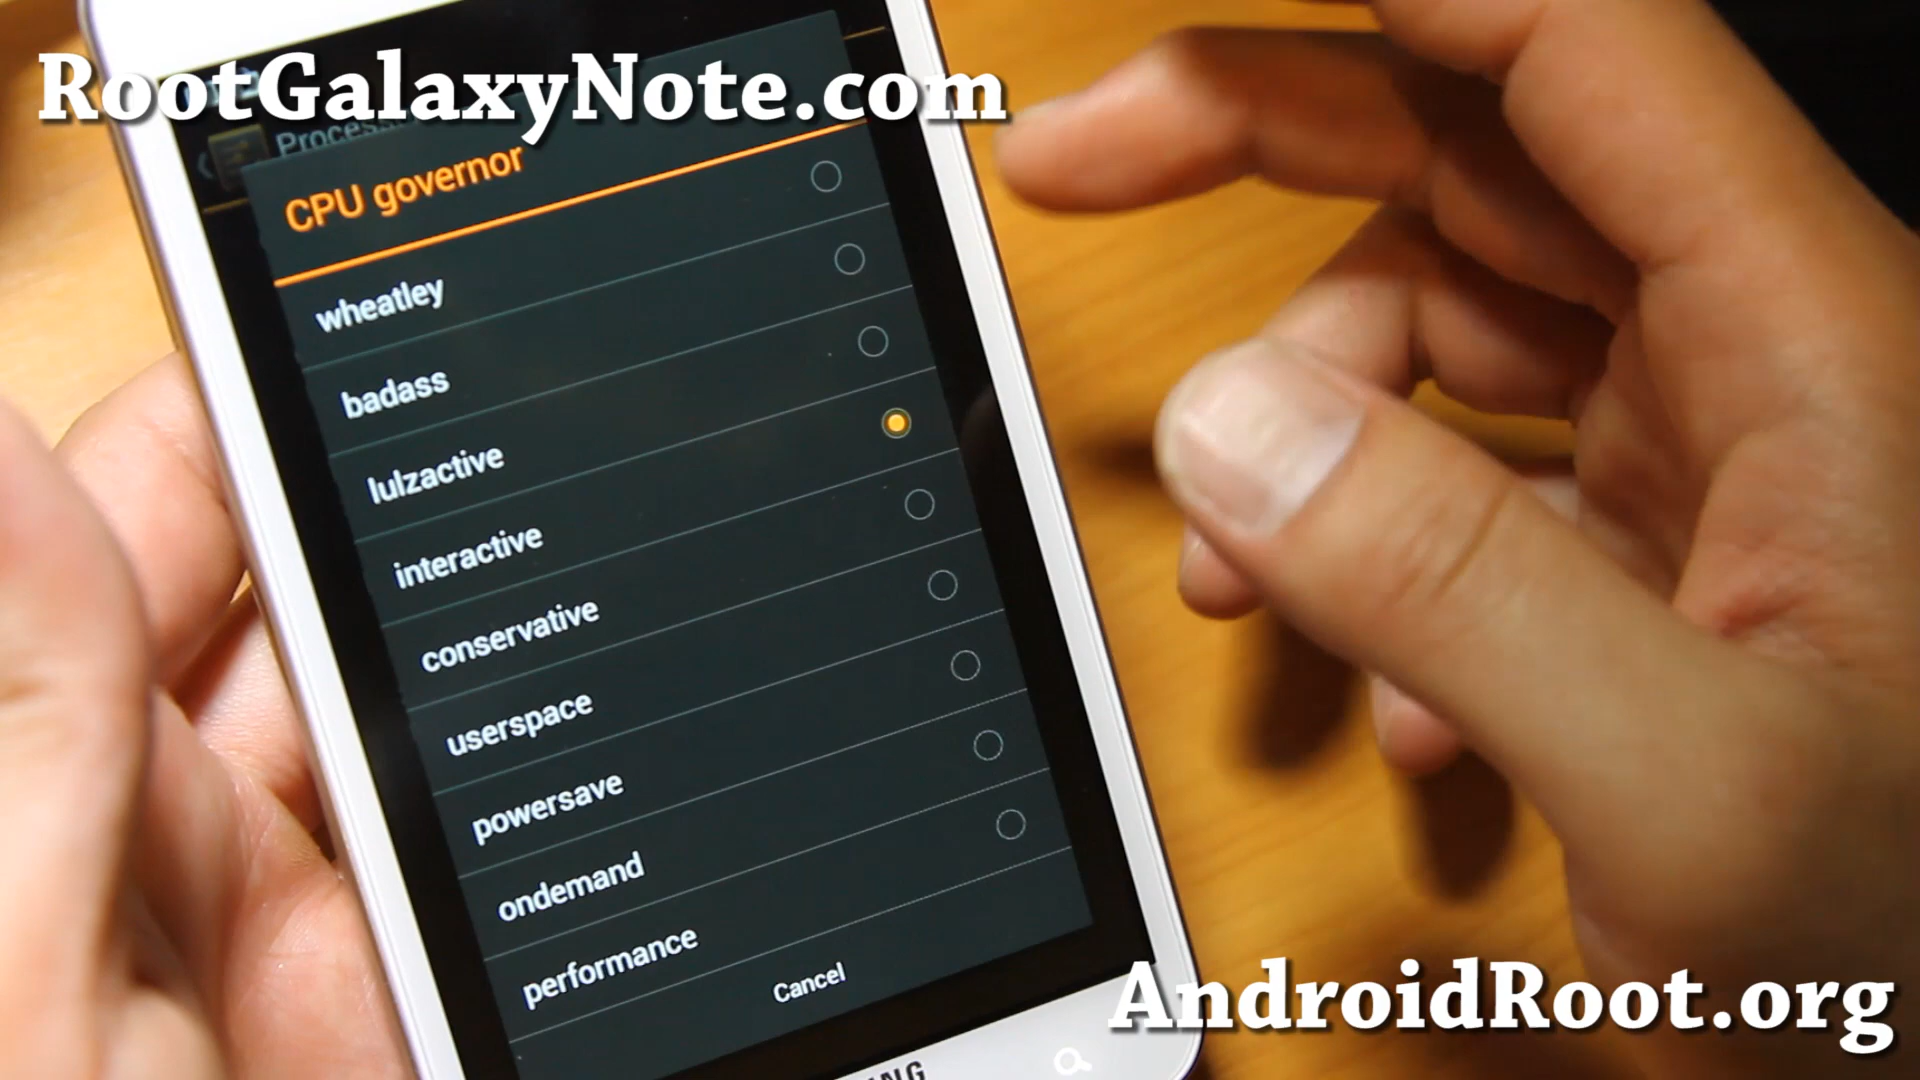 RootGalaxyNote.com
CPU governor
wheatley
badass
lulzactive
interactive
conservative
userspace
powersave
ondemand
performance
Cancel
AndroidRoot.org